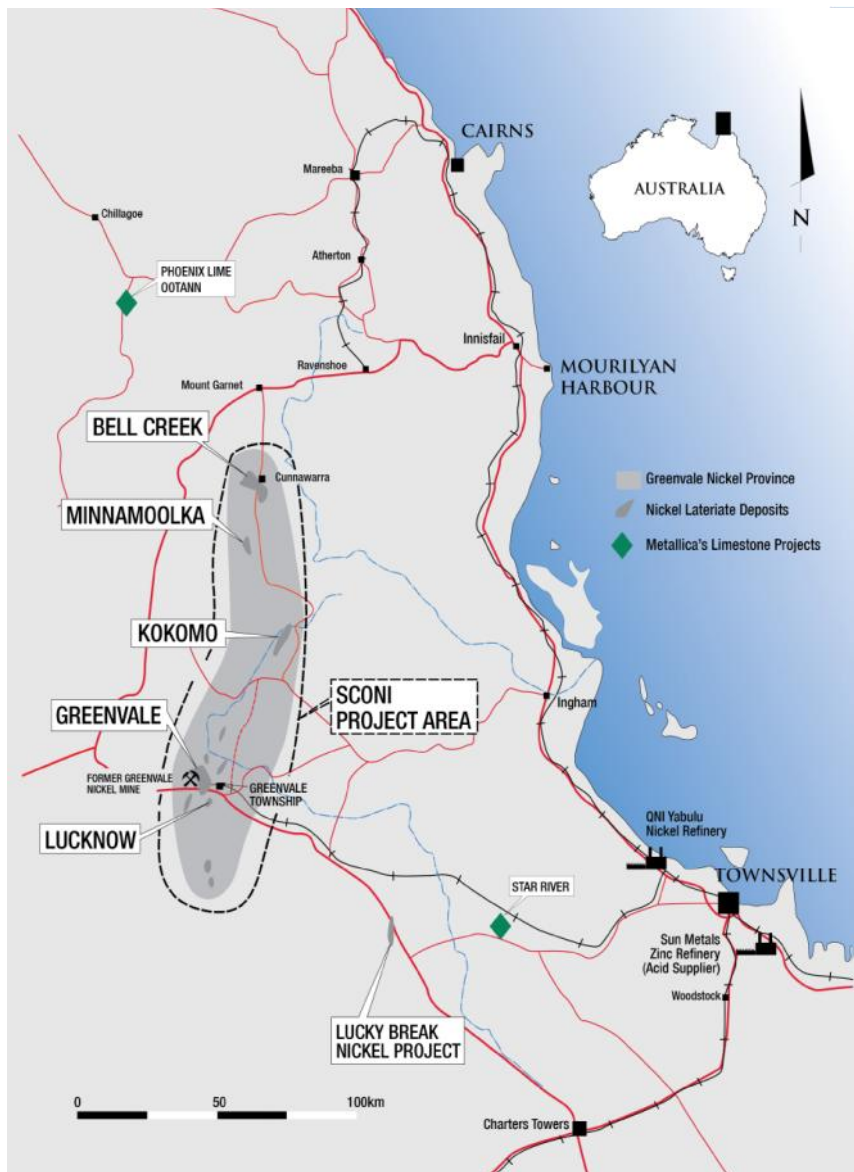 CAIRNS
Mareeba
AUSTRALIA
N
Chillagoe
Atherton
PHOENIX LIME
OOTANN
Innisfail
MOURILYAN
HARBOUR
Ravenshoe
Mount Garnet
BELL CREEK
Cunnawarra
Greenvale Nickel Province
MINNAMOOLKA
Nickel Lateriate Deposits
Metallica's Limestone Projects
KOKOMO
SCONI
PROJECT AREA
Ingham
GREENVALE
FORMER GREENVALE
NICKEL MINE
GREENVALE
TOWNSHIP
LUCKNOW
QNI Yabulu
Nickel Refinery
TOWNSVILLE
STAR RIVER
Sun Metals
Zinc Refinery
(Acid Supplier)
Woodstock
LUCKY BREAK
NICKEL PROJECT
0 50 100km
Charters Towers